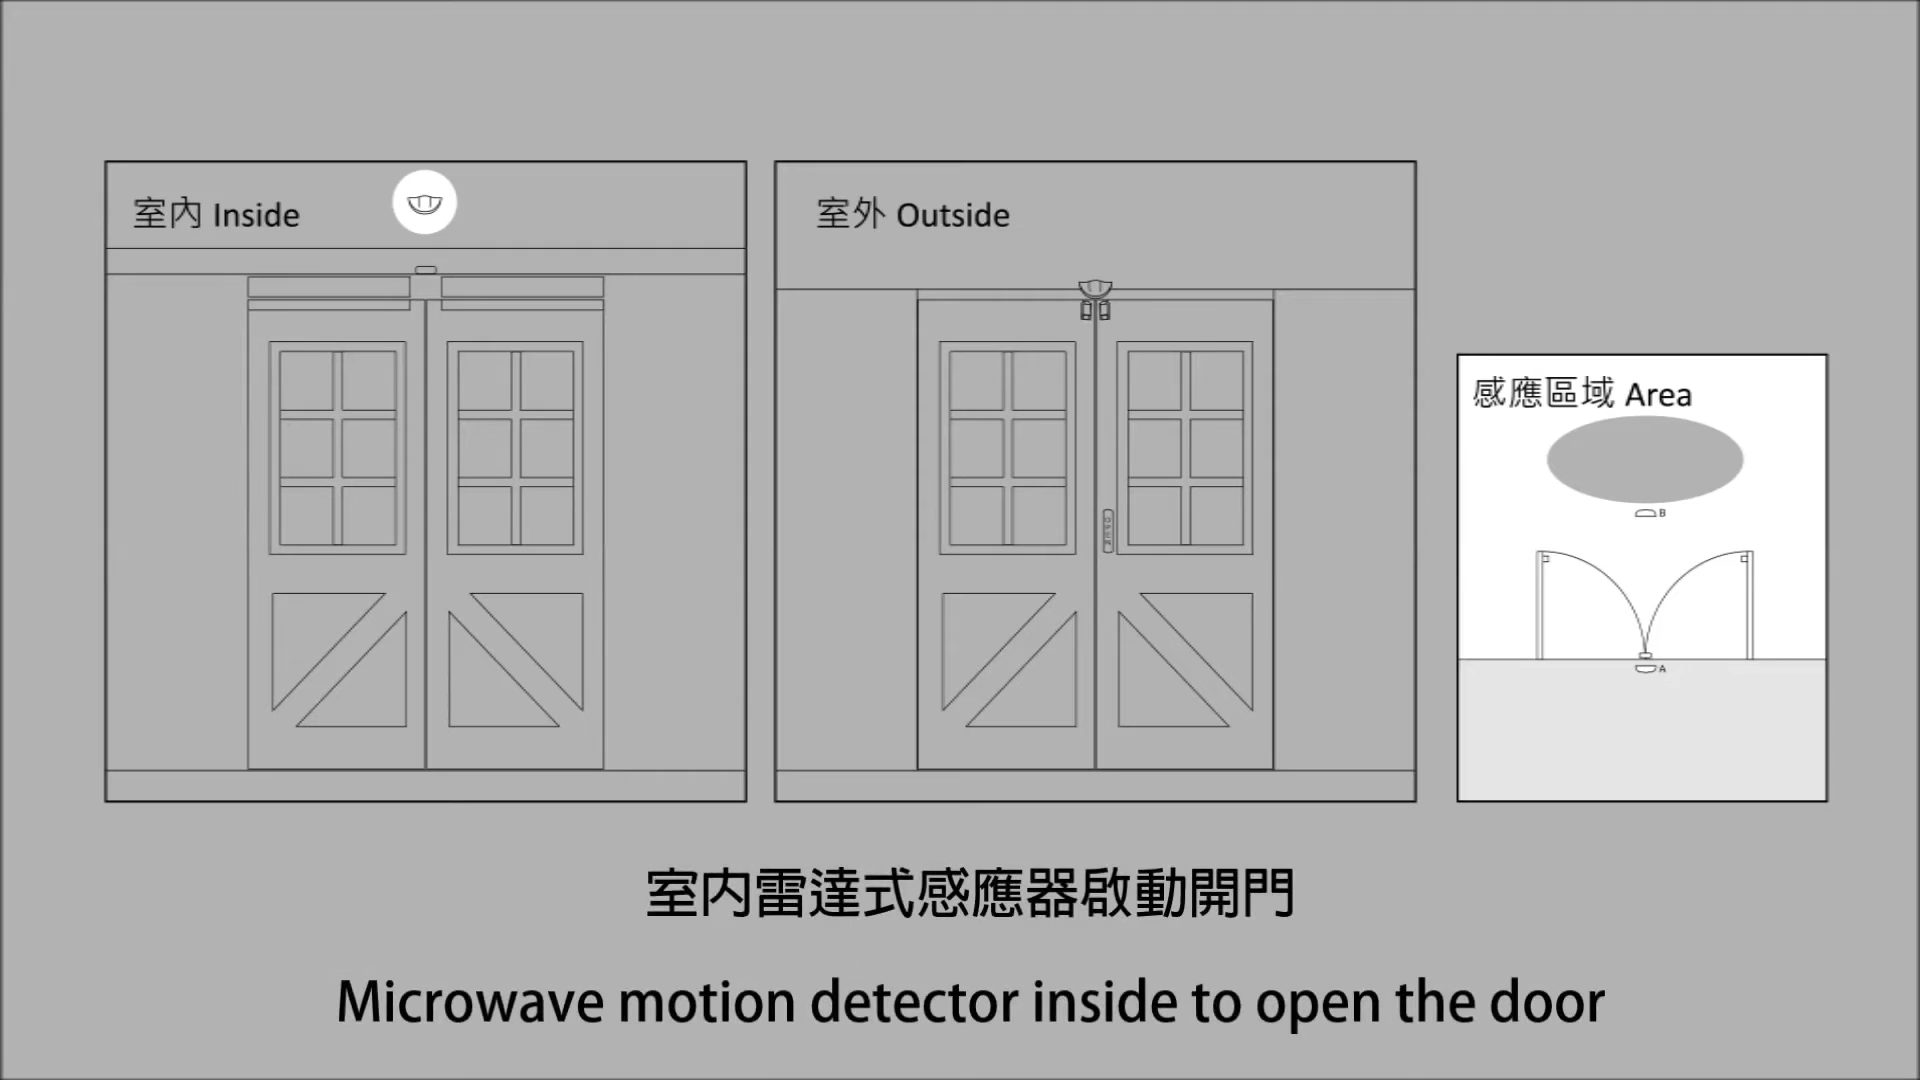 室內 Inside
室外 Outside
感應區域 Area
B
A
室內雷達式感應器啟動開門
Microwave motion detector inside to open the door